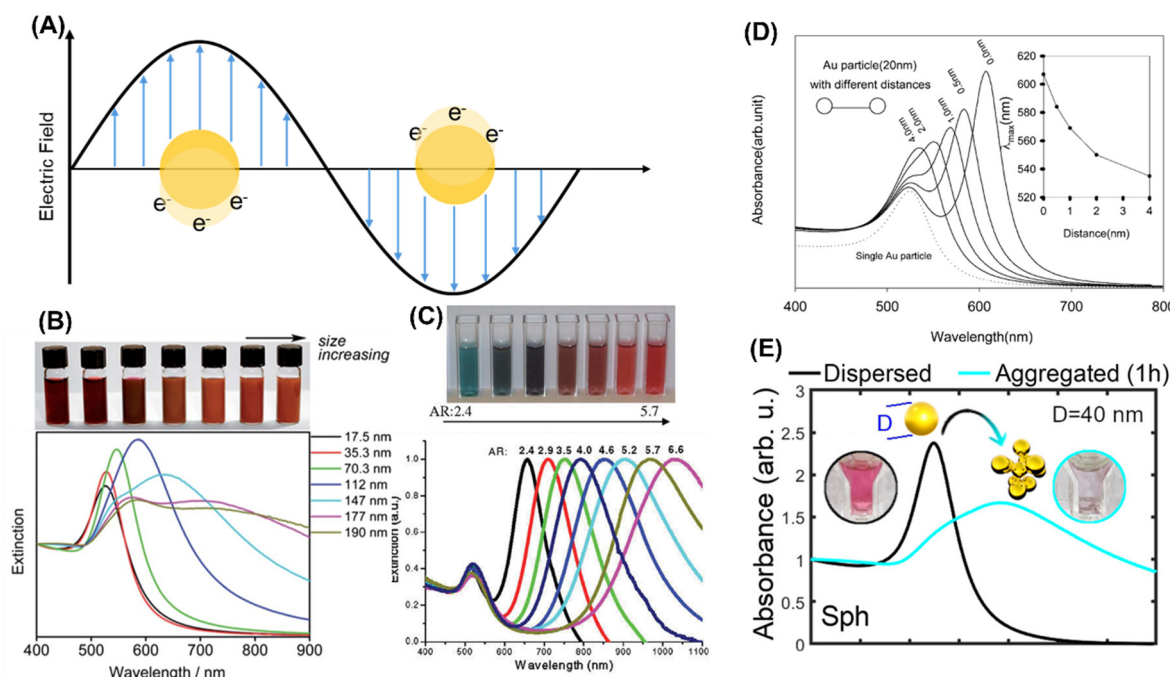 (A)
Electric Field
e-
e-
e-
e-
e-
e-
(B)
size
increasing
17.5 nm
35.3 nm
70.3 nm
112 nm
147 nm
177 nm
190 nm
Extinction
400 500 600 700 800 900
Wavelength / nm
(C)
AR:2.4
5.7
AR: 2.4 2.9 3.5 4.0 4.6 5.2 5.7 6.6
1.0
0.8
0.6
0.4
0.2
0.0
Extinction (a.u.)
400 500 600 700 800 900 1000 1100
Wavelength (nm)
(D)
Au particle(20nm)
with different distances
4.0nm
2.0nm
1.0nm
0.5nm
0.0nm
Single Au particle
Absorbance(arb.unit)
400 500 600 700 800
Wavelength(nm)
620
600
580
560
540
520
λmax(nm)
0 1 2 3 4
Distance(nm)
(E)
Dispersed
Aggregated (1h)
D
D=40 nm
2.5
2
1.5
1
0.5
0
Absorbance (arb. u.)
Sph